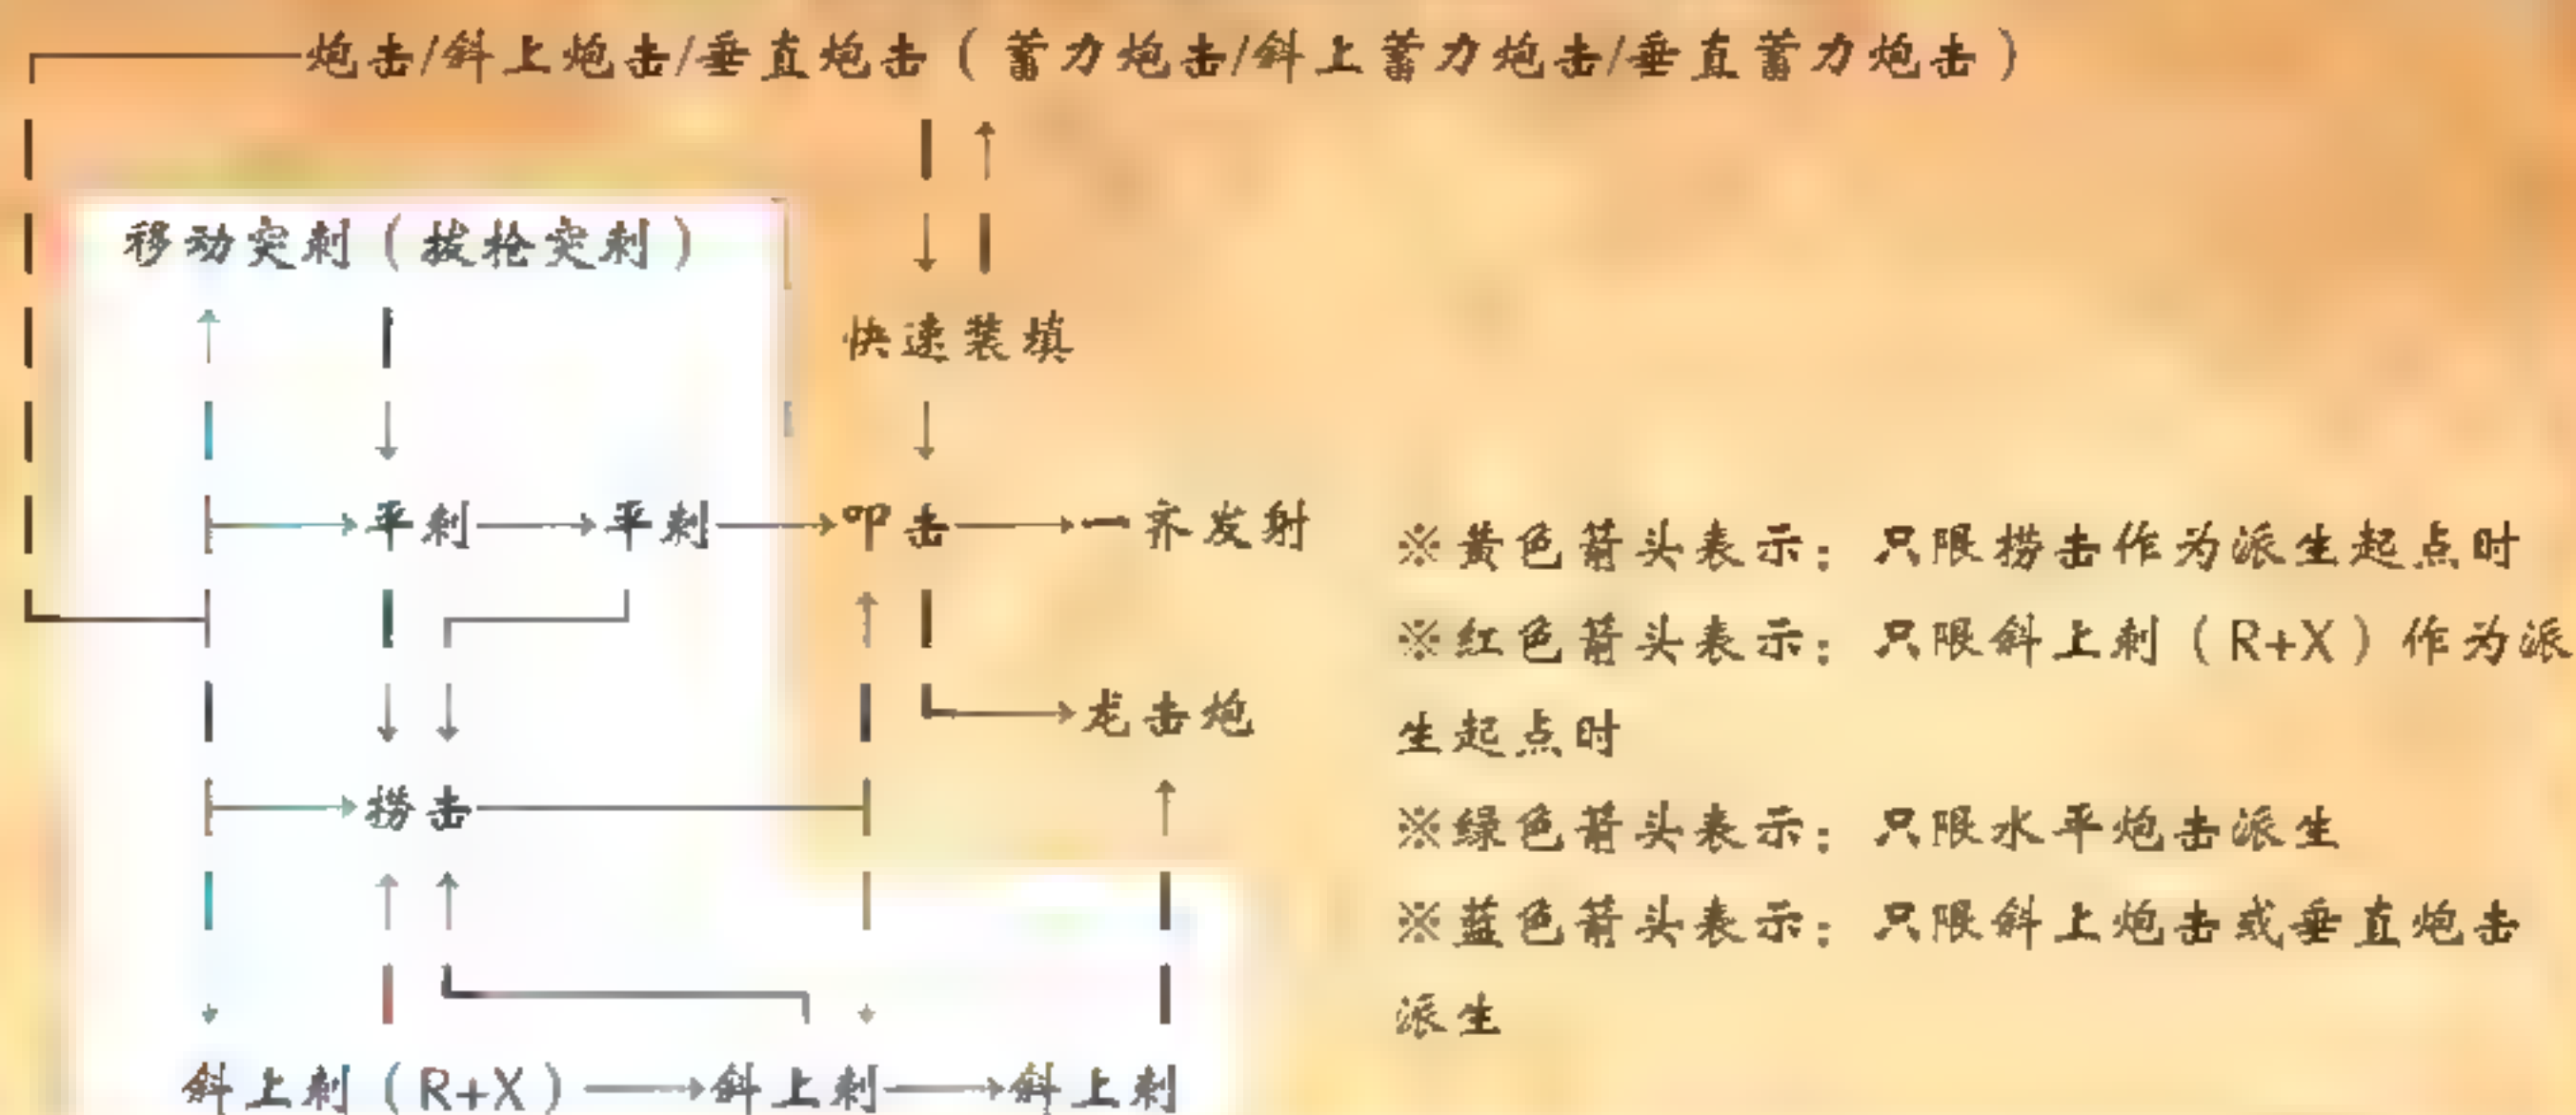 炮击/斜上炮击/垂直炮击（蓄力炮击/斜上蓄力炮击/垂直蓄力炮击）
移动突刺（拔枪突刺）
快速装填
平刺 平刺 叩击 一齐发射
※黄色箭头表示：只限捞击作为派生起点时
※红色箭头表示：只限斜上刺（R+X）作为派
龙击炮
生起点时
捞击
※绿色箭头表示：只限水平炮击派生
※蓝色箭头表示：只限斜上炮击或垂直炮击
派生
斜上刺（R+X） 斜上刺 斜上刺